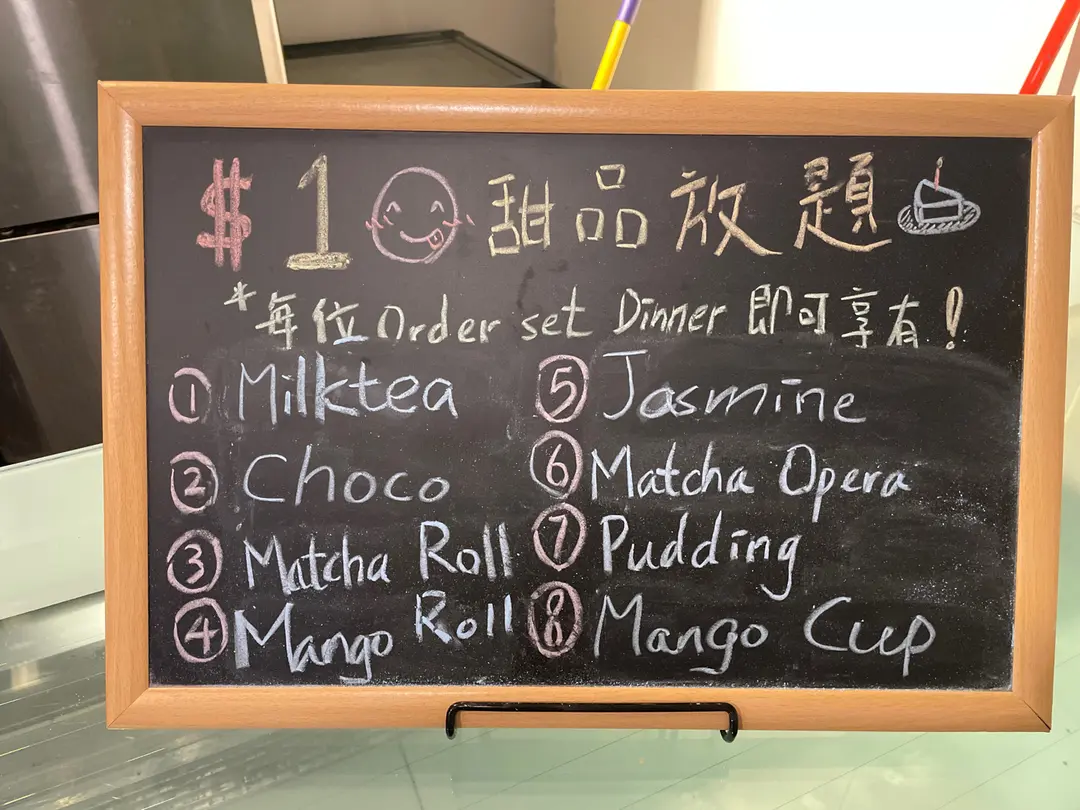 $1 甜品放題
*每位Order set Dinner 即可享有!
① Milktea
② Choco
③ Matcha Roll
④ Mango Roll
⑤ Jasmine
⑥ Matcha Opera
⑦ Pudding
⑧ Mango Cup